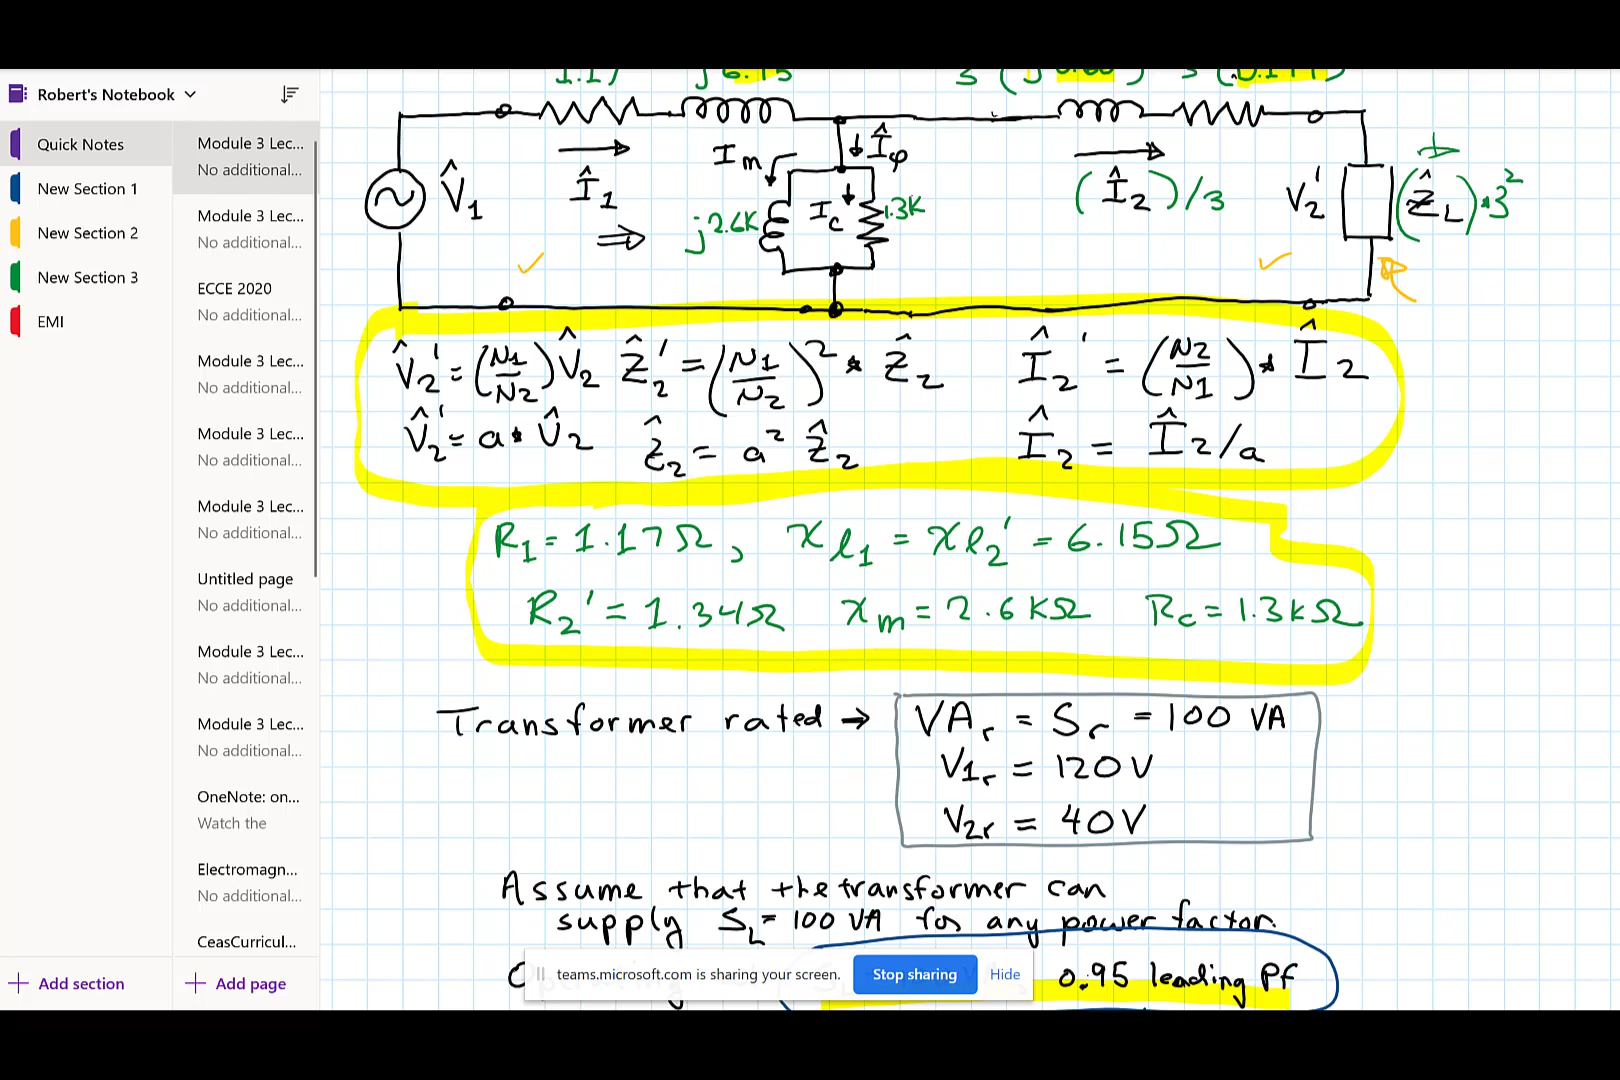 Robert's Notebook
Quick Notes
New Section 1
New Section 2
New Section 3
EMI
Add section
Module 3 Lec...
No additional...
Module 3 Lec...
No additional...
ECCE 2020
No additional...
Module 3 Lec...
No additional...
Module 3 Lec...
No additional...
Module 3 Lec...
No additional...
Untitled page
No additional...
Module 3 Lec...
No additional...
Module 3 Lec...
No additional...
OneNote: on...
Watch the
Electromagn...
No additional...
CeasCurricul...
Add page
V̂1
Î1
Im
Îφ
Ic
j2.6K
1.3K
(Î2)/3
V2'
(ẐL)*3²
V̂2' = (N1/N2) V̂2   Ẑ2' = (N1/N2)² * Ẑ2   Î2' = (N2/N1) * Î2
V̂2' = a * V̂2   Ẑ2 = a² Ẑ2   Î2 = Î2/a
R1 = 1.17Ω, xℓ1 = xℓ2' = 6.15Ω
R2' = 1.34Ω   xm = 2.6KΩ   Rc = 1.3KΩ
Transformer rated → VAr = Sr = 100 VA
V1r = 120V
V2r = 40V
Assume that the transformer can
supply SL = 100 VA for any power factor.
0.95 leading Pf
teams.microsoft.com is sharing your screen. Stop sharing Hide